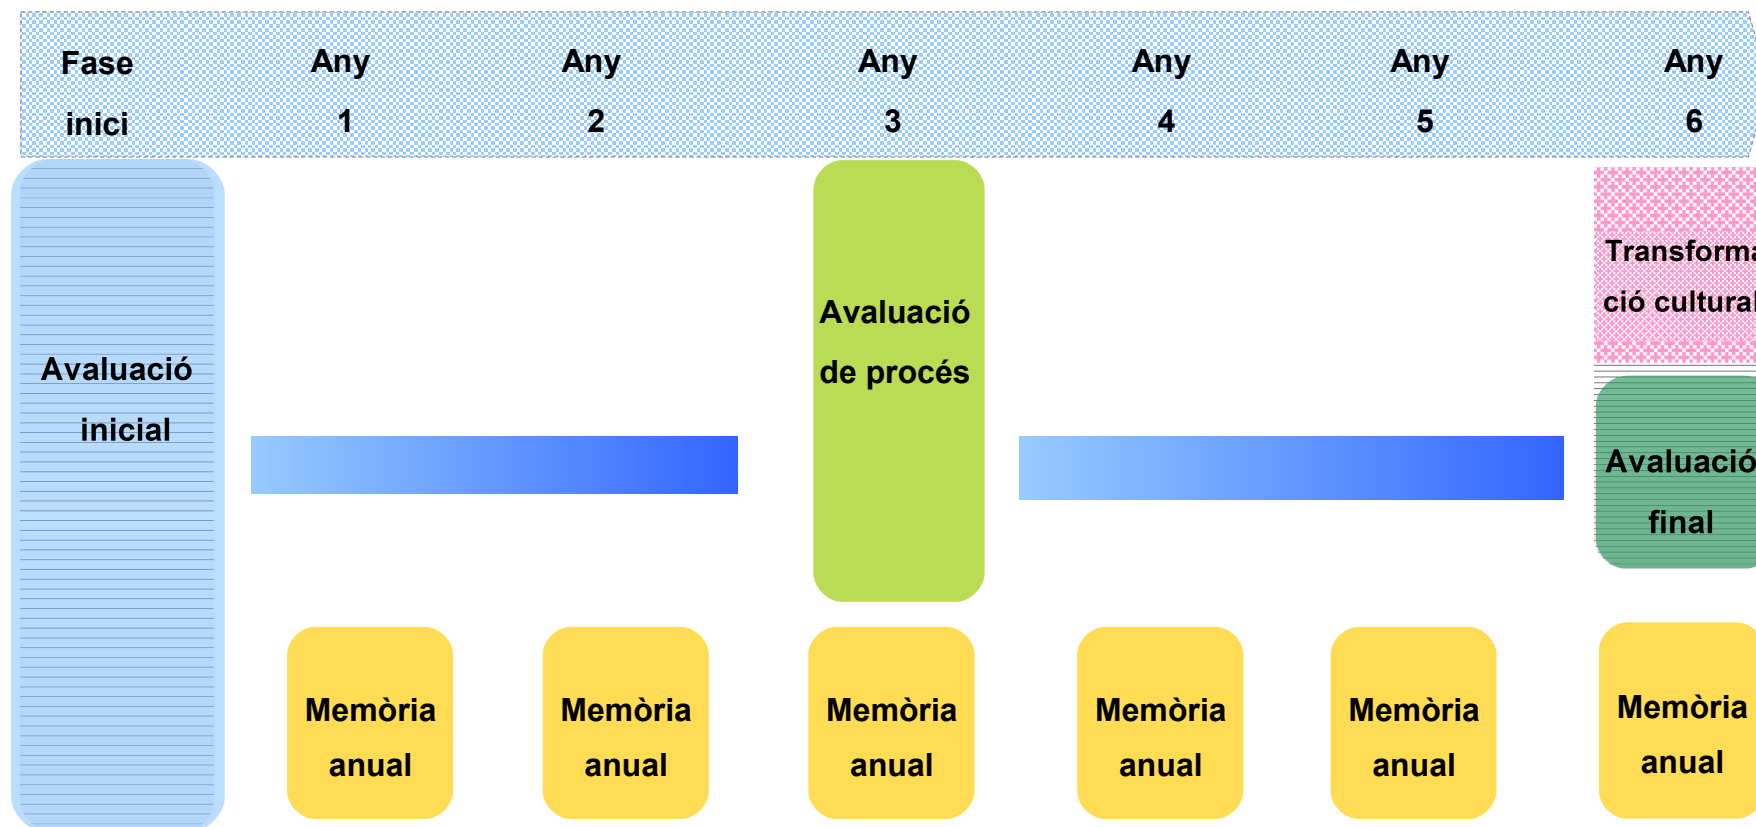 Fase
inici
Any
1
Any
2
Any
3
Any
4
Any
5
Any
6
Avaluació
inicial
Avaluació
de procés
Transforma
ció cultural
Avaluació
final
Memòria
anual
Memòria
anual
Memòria
anual
Memòria
anual
Memòria
anual
Memòria
anual